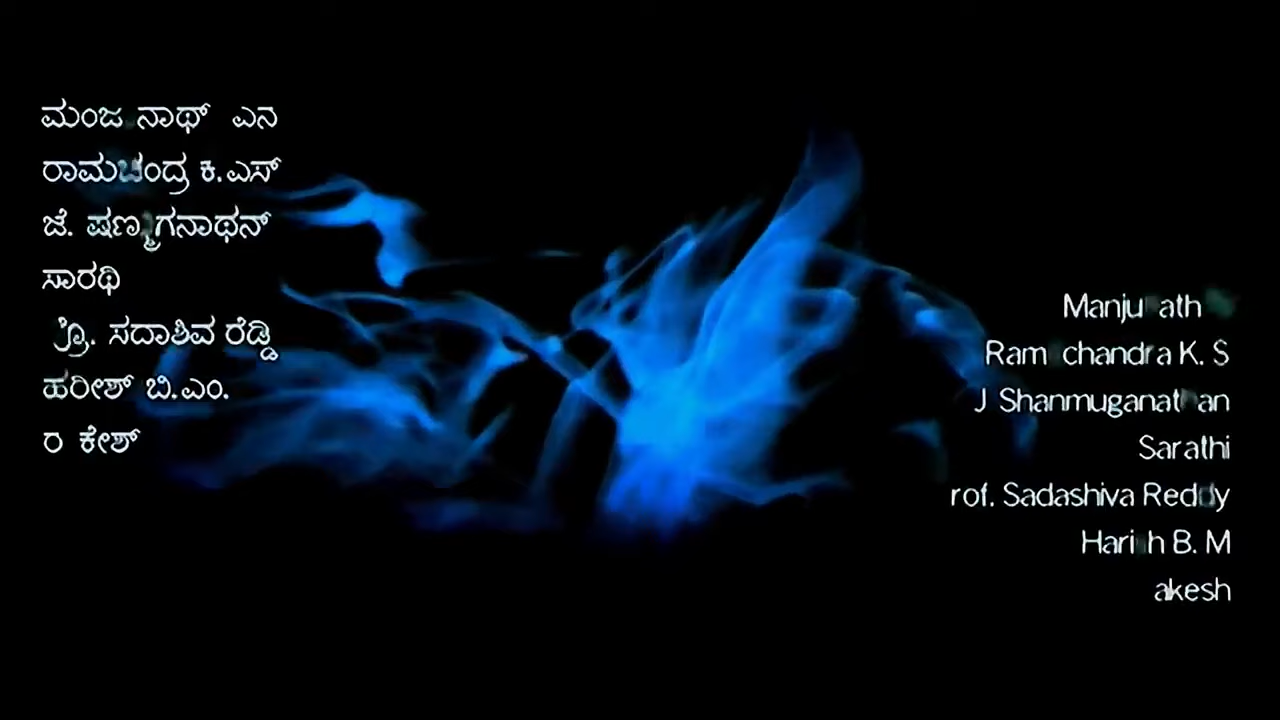 ಮಂಜ ನಾಥ್ ಎನ
ರಾಮಚಂದ್ರ ಕಿ.ಎಸ್
ಜೆ. ಷಣ್ಮುಗನಾಥನ್
ಸಾರಥಿ
ಸದಾಶಿವ ರೆಡ್ಡಿ
ಹರೀಶ್ ಬಿ.ಎಂ.
ರ ಕೇಶ್
Manju ath
Ram chandra K. S
J Shanmuganat an
Sarathi
rof. Sadashiva Reddy
Hari h B. M
akesh